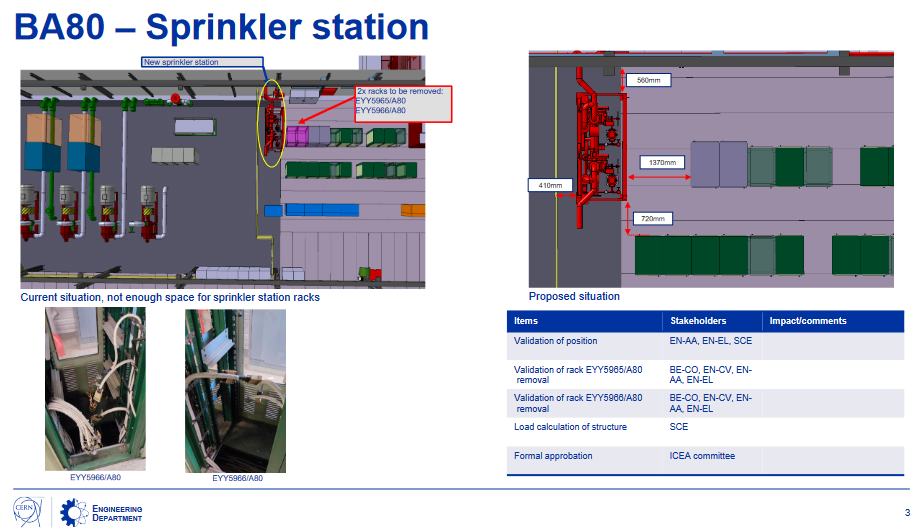 BA80 – Sprinkler station
New sprinkler station
2x racks to be removed:
EYY5965/A80
EYY5966/A80
560mm
1370mm
410mm
720mm
Current situation, not enough space for sprinkler station racks
Proposed situation
Items Stakeholders Impact/comments
Validation of position EN-AA, EN-EL, SCE
Validation of rack EYY5965/A80 removal BE-CO, EN-CV, EN-AA, EN-EL
Validation of rack EYY5966/A80 removal BE-CO, EN-CV, EN-AA, EN-EL
Load calculation of structure SCE
Formal approbation ICEA committee
EYY5966/A80
EYY5966/A80
CERN
ENGINEERING
DEPARTMENT
3